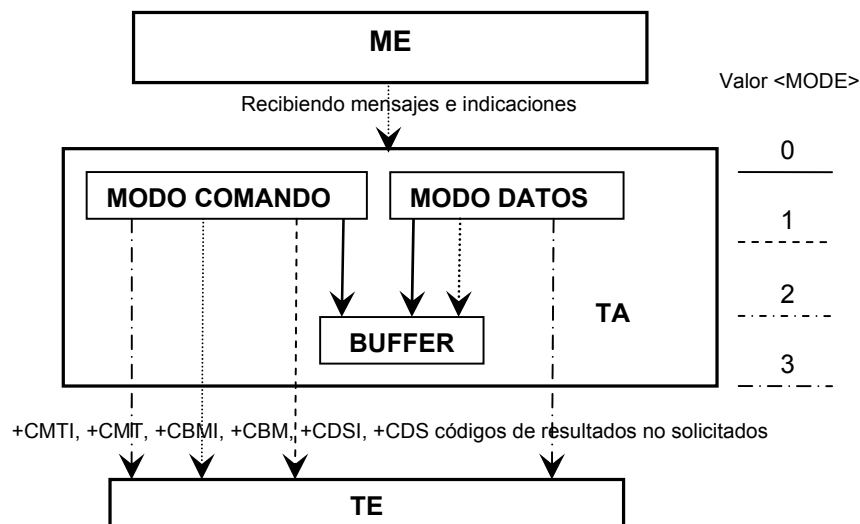 ME
Valor <MODE>
Recibiendo mensajes e indicaciones
0
MODO COMANDO
MODO DATOS
1
2
TA
BUFFER
3
+CMTI, +CMT, +CBMI, +CBM, +CDSI, +CDS códigos de resultados no solicitados
TE